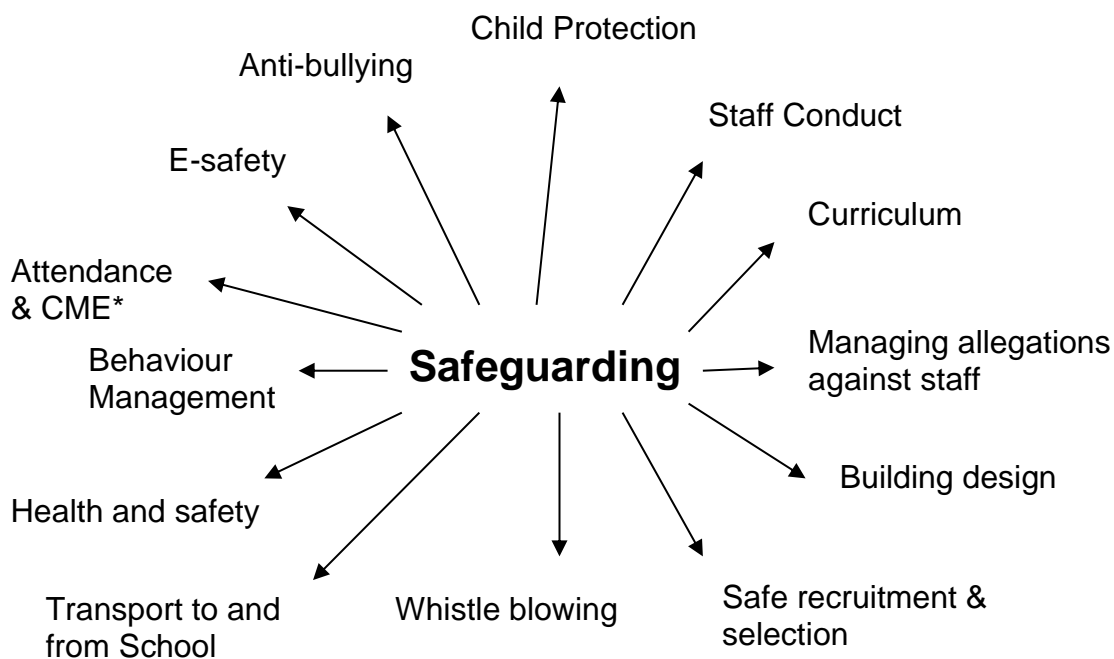 Child Protection
Anti-bullying
Staff Conduct
E-safety
Curriculum
Attendance
& CME*
Managing allegations
against staff
Behaviour
Management
Safeguarding
Building design
Health and safety
Safe recruitment &
selection
Transport to and
from School
Whistle blowing